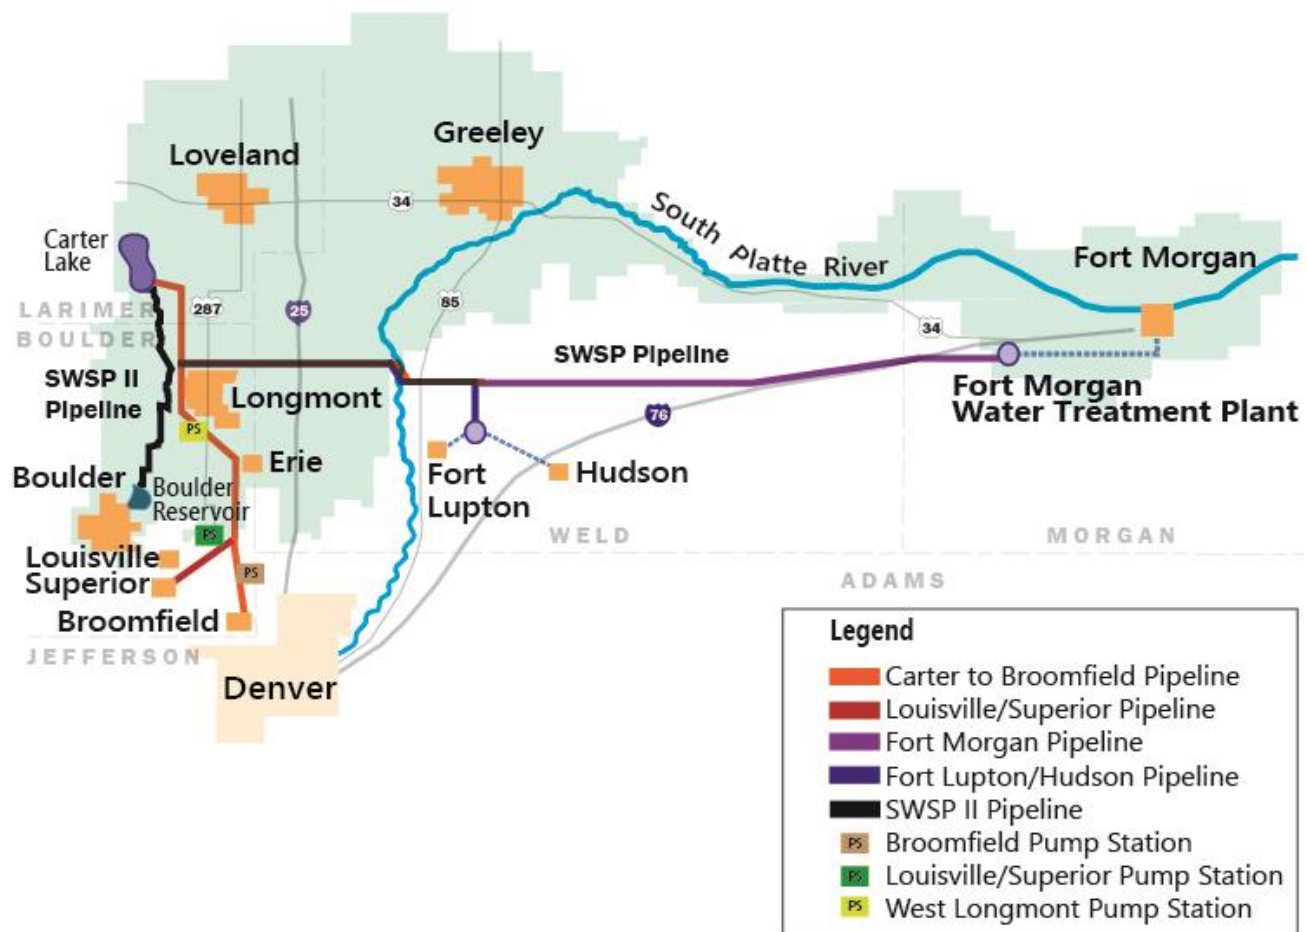 Greeley
Loveland
34
South Platte River
Carter
Lake
Fort Morgan
LARIMER
287
25
85
34
BOULDER
SWSP Pipeline
SWSP II
Pipeline
Longmont
Fort Morgan
Water Treatment Plant
76
PS
Erie
Hudson
Boulder
Boulder
Reservoir
Fort
Lupton
PS
WELD
MORGAN
Louisville
Superior
PS
ADAMS
Broomfield
JEFFERSON
Denver
Legend
Carter to Broomfield Pipeline
Louisville/Superior Pipeline
Fort Morgan Pipeline
Fort Lupton/Hudson Pipeline
SWSP II Pipeline
PS Broomfield Pump Station
PS Louisville/Superior Pump Station
PS West Longmont Pump Station